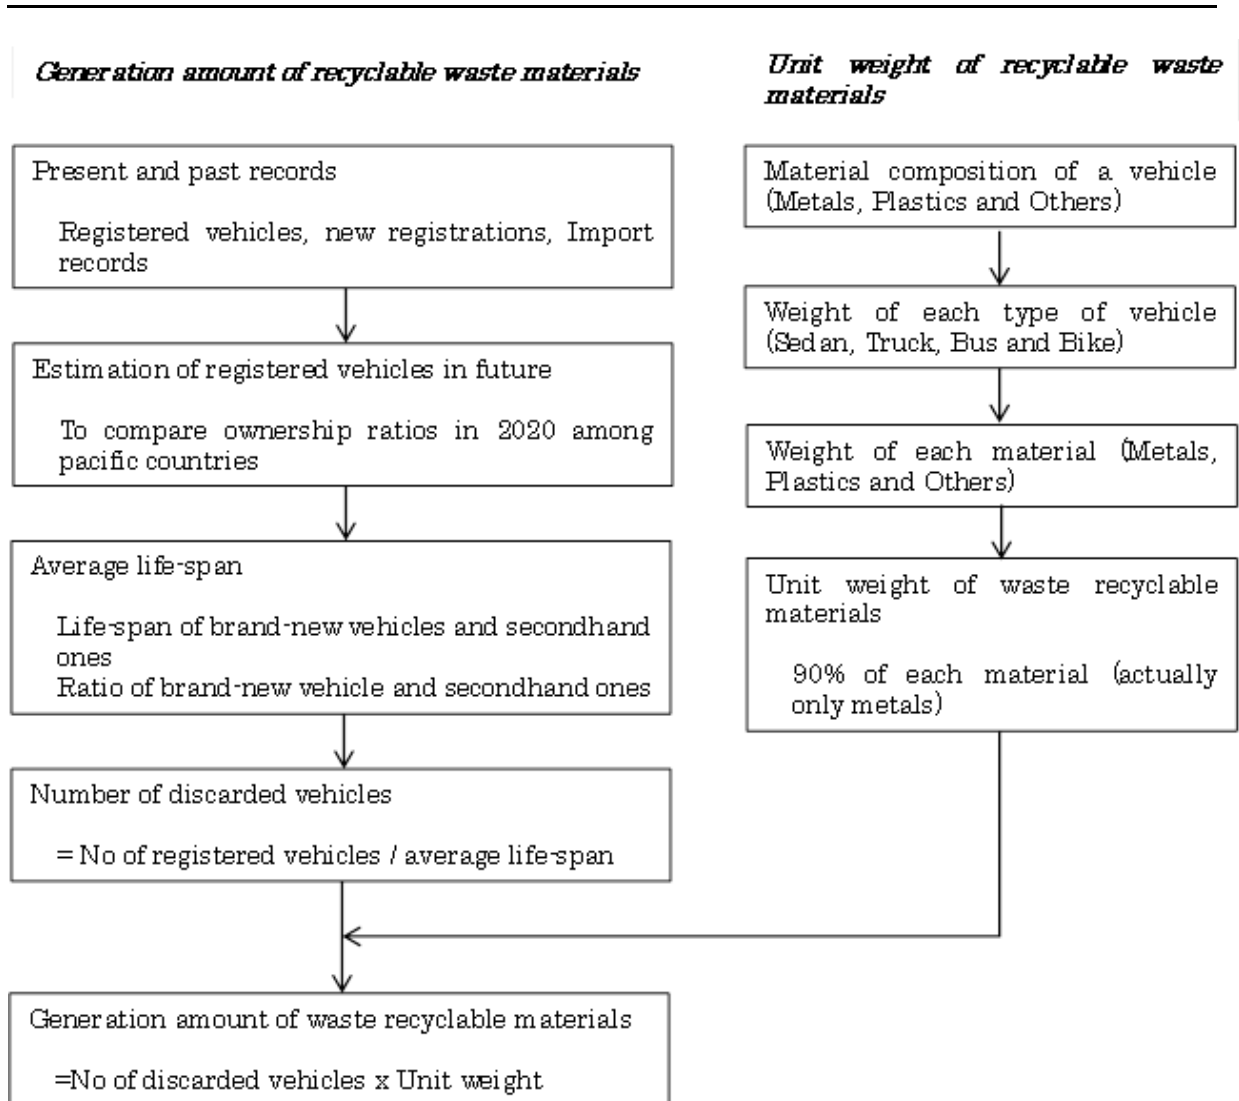 Generation amount of recyclable waste materials
Present and past records
Registered vehicles, new registrations, Import
records
Estimation of registered vehicles in future
To compare ownership ratios in 2020 among
pacific countries
Average life-span
Life-span of brand-new vehicles and secondhand
ones
Ratio of brand-new vehicle and secondhand ones
Number of discarded vehicles
= No of registered vehicles / average life-span
Unit weight of recyclable waste
materials
Material composition of a vehicle
(Metals, Plastics and Others)
Weight of each type of vehicle
(Sedan, Truck, Bus and Bike)
Weight of each material (Metals,
Plastics and Others)
Unit weight of waste recyclable
materials
90% of each material (actually
only metals)
Generation amount of waste recyclable materials
=No of discarded vehicles x Unit weight